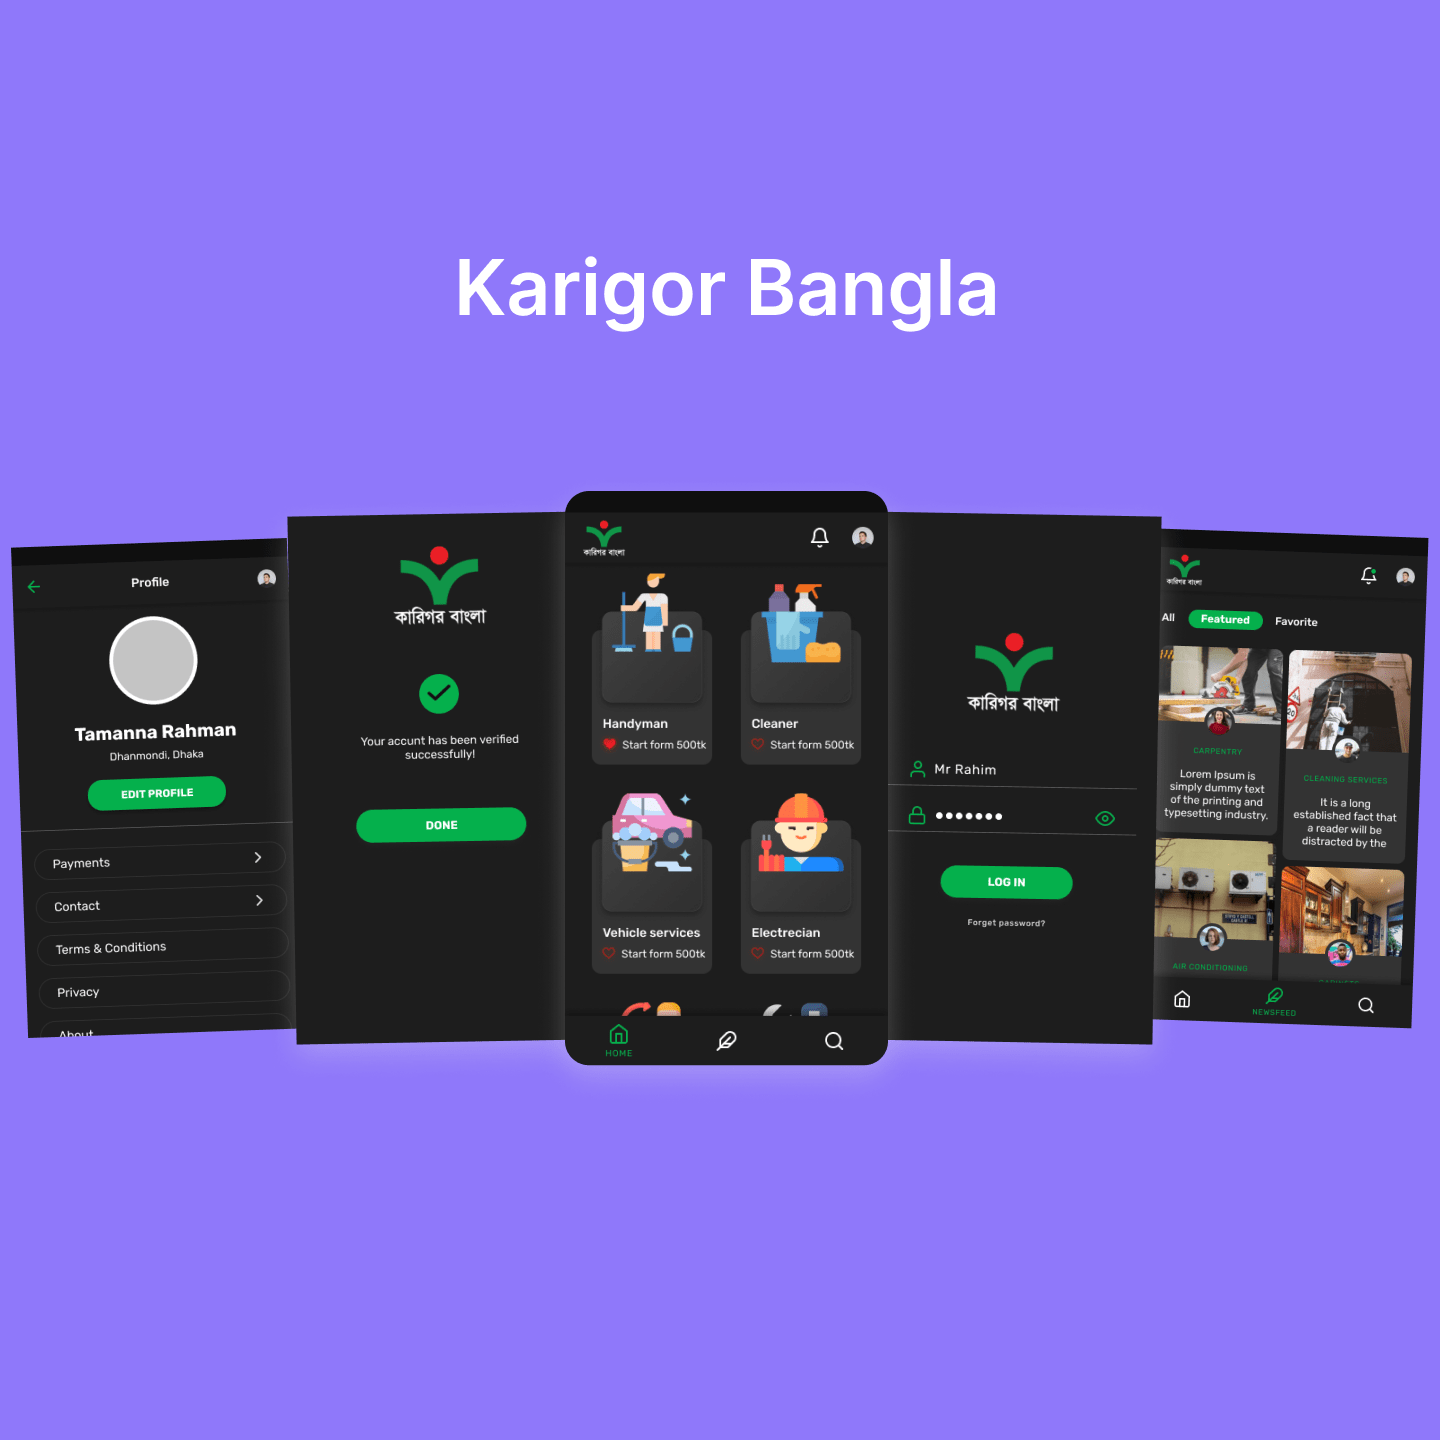 Karigor Bangla
Profile
Tamanna Rahman
Dhanmondi, Dhaka
EDIT PROFILE
Payments
Contact
Terms & Conditions
Privacy
About
কারিগর বাংলা
Your accunt has been verified
successfully!
DONE
কারিগর বাংলা
Handyman
Start form 500tk
Cleaner
Start form 500tk
Vehicle services
Start form 500tk
Electrecian
Start form 500tk
HOME
কারিগর বাংলা
Mr Rahim
LOG IN
Forget password?
কারিগর বাংলা
All
Featured
Favorite
CARPENTRY
Lorem Ipsum is
simply dummy text
of the printing and
typesetting industry.
CLEANING SERVICES
It is a long
established fact that
a reader will be
distracted by the
AIR CONDITIONING
NEWSFEED